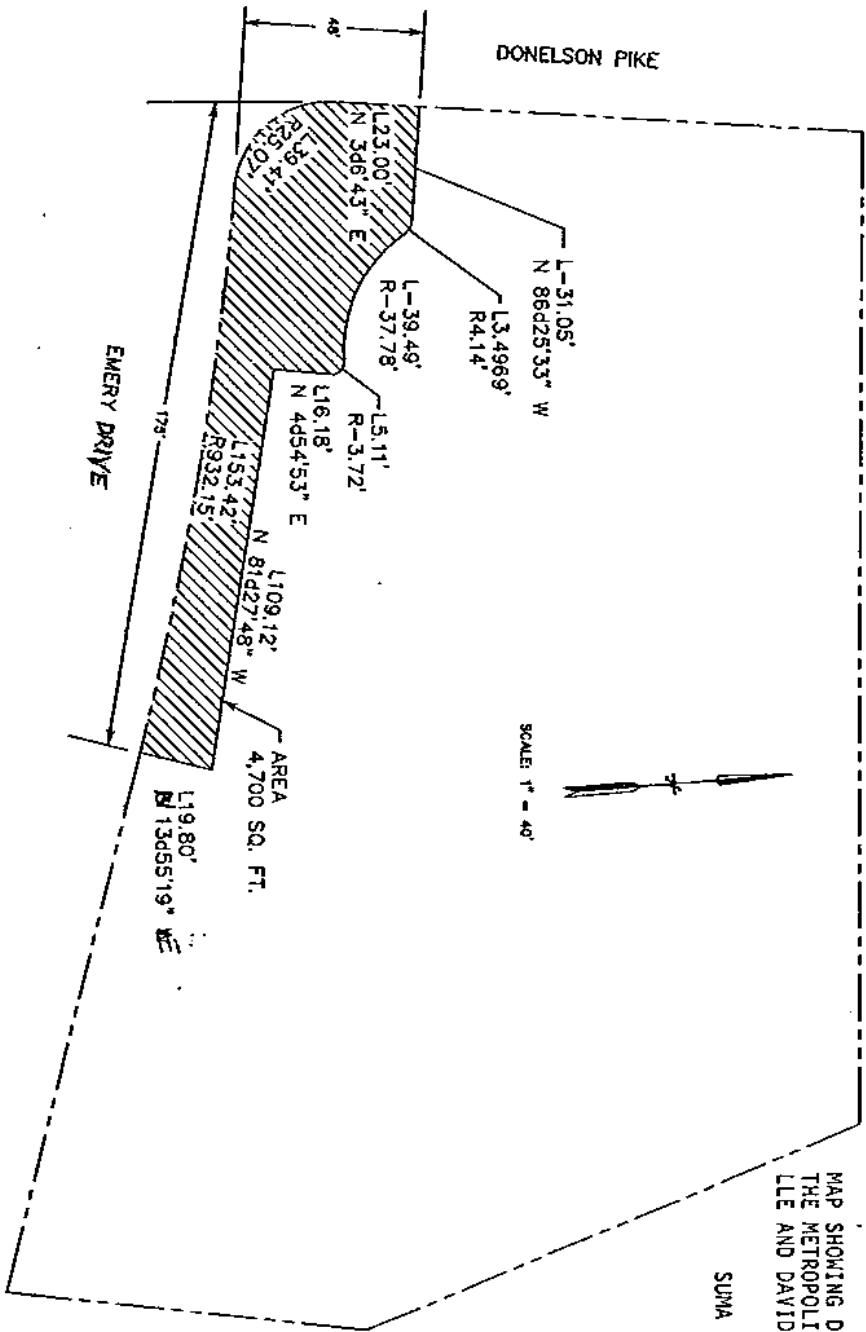 DONELSON PIKE
48'
L23.00'
N 3d6'43" E
L39.41'
R25.07'
L-31.05'
N 86d25'33" W
L3.4969'
R4.14'
L-39.49'
R-37.78'
L5.11'
R-3.72'
L16.18'
N 4d54'53" E
L153.42'
R932.15'
L109.12'
N 81d27'48" W
AREA
4,700 SQ. FT.
L19.80'
N 13d55'19" E
175'
EMERY DRIVE
SCALE: 1" = 40'
MAP SHOWING D
THE METROPOLI
LLE AND DAVID
SUMA